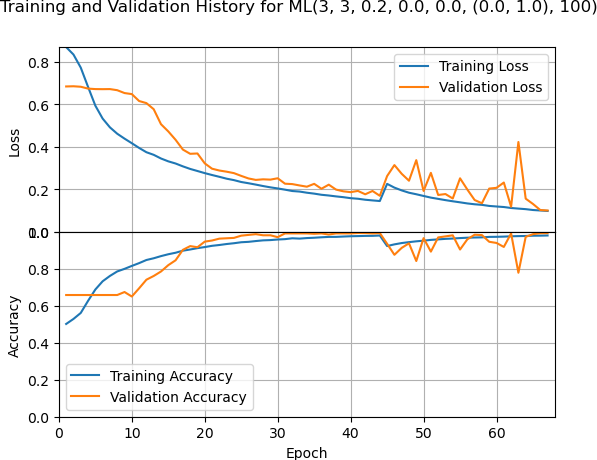 Training and Validation History for ML(3, 3, 0.2, 0.0, 0.0, (0.0, 1.0), 100)
Training Loss
Validation Loss
Loss
0.8
0.6
0.4
0.2
0.0
1.0
0.8
0.6
0.4
0.2
0.0
Accuracy
Training Accuracy
Validation Accuracy
0 10 20 30 40 50 60
Epoch